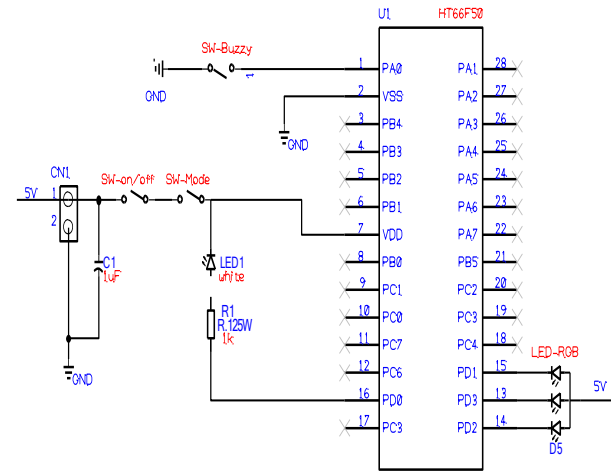 U1 HT66F50
SW-Buzzy
1
GND
1 PA0 PA1 28
2 VSS PA2 27
3 PB4 PA3 26
GND
4 PB3 PA4 25
CN1
SW-on/off SW-Mode
5 PB2 PA5 24
5V 1
6 PB1 PA6 23
2
7 VDD PA7 22
C1
1uF
LED1
white
8 PB0 PB5 21
9 PC1 PC2 20
R1
R.125W
1k
10 PC0 PC3 19
11 PC7 PC4 18
LED-RGB
GND
12 PC6 PD1 15
16 PD0 PD3 13
5V
17 PC3 PD2 14
D5